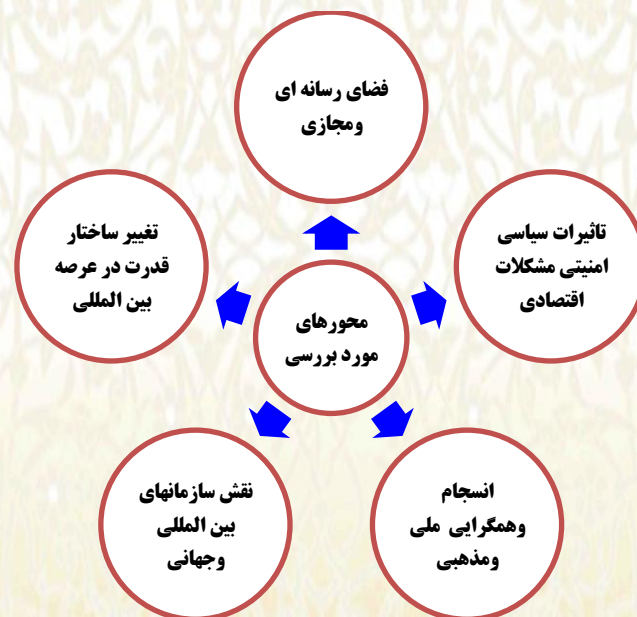 فضای رسانه ای
ومجازی
تاثیرات سیاسی
امنیتی مشکلات
اقتصادی
تغییر ساختار
قدرت در عرصه
بین المللی
محورهای
مورد بررسی
انسجام
وهمگرایی ملی
ومذهبی
نقش سازمانهای
بین المللی
وجهانی